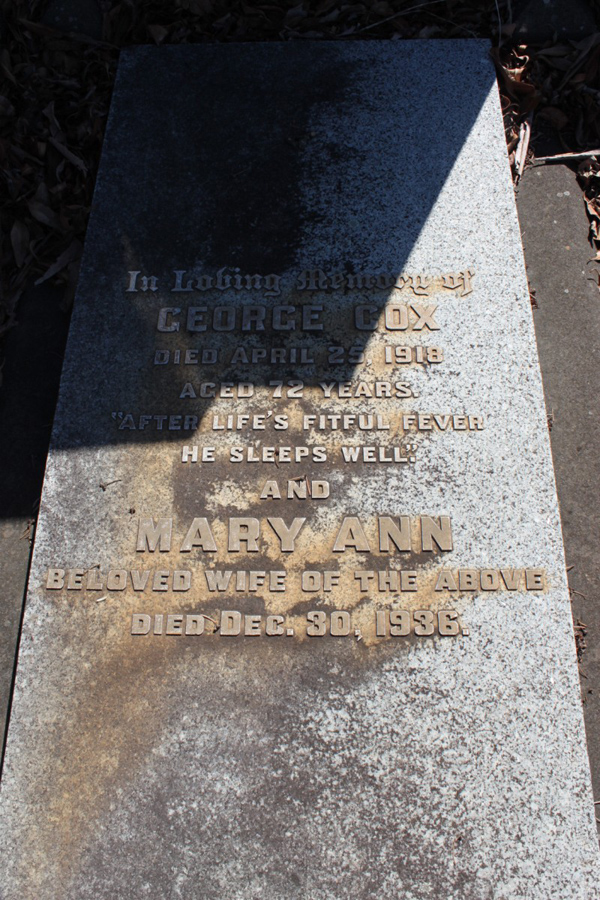 In Loving Memory of
GEORGE COX
DIED APRIL 25, 1918
AGED 72 YEARS.
"AFTER LIFE'S FITFUL FEVER
HE SLEEPS WELL."
AND
MARY ANN
BELOVED WIFE OF THE ABOVE
DIED DEC. 30, 1936.